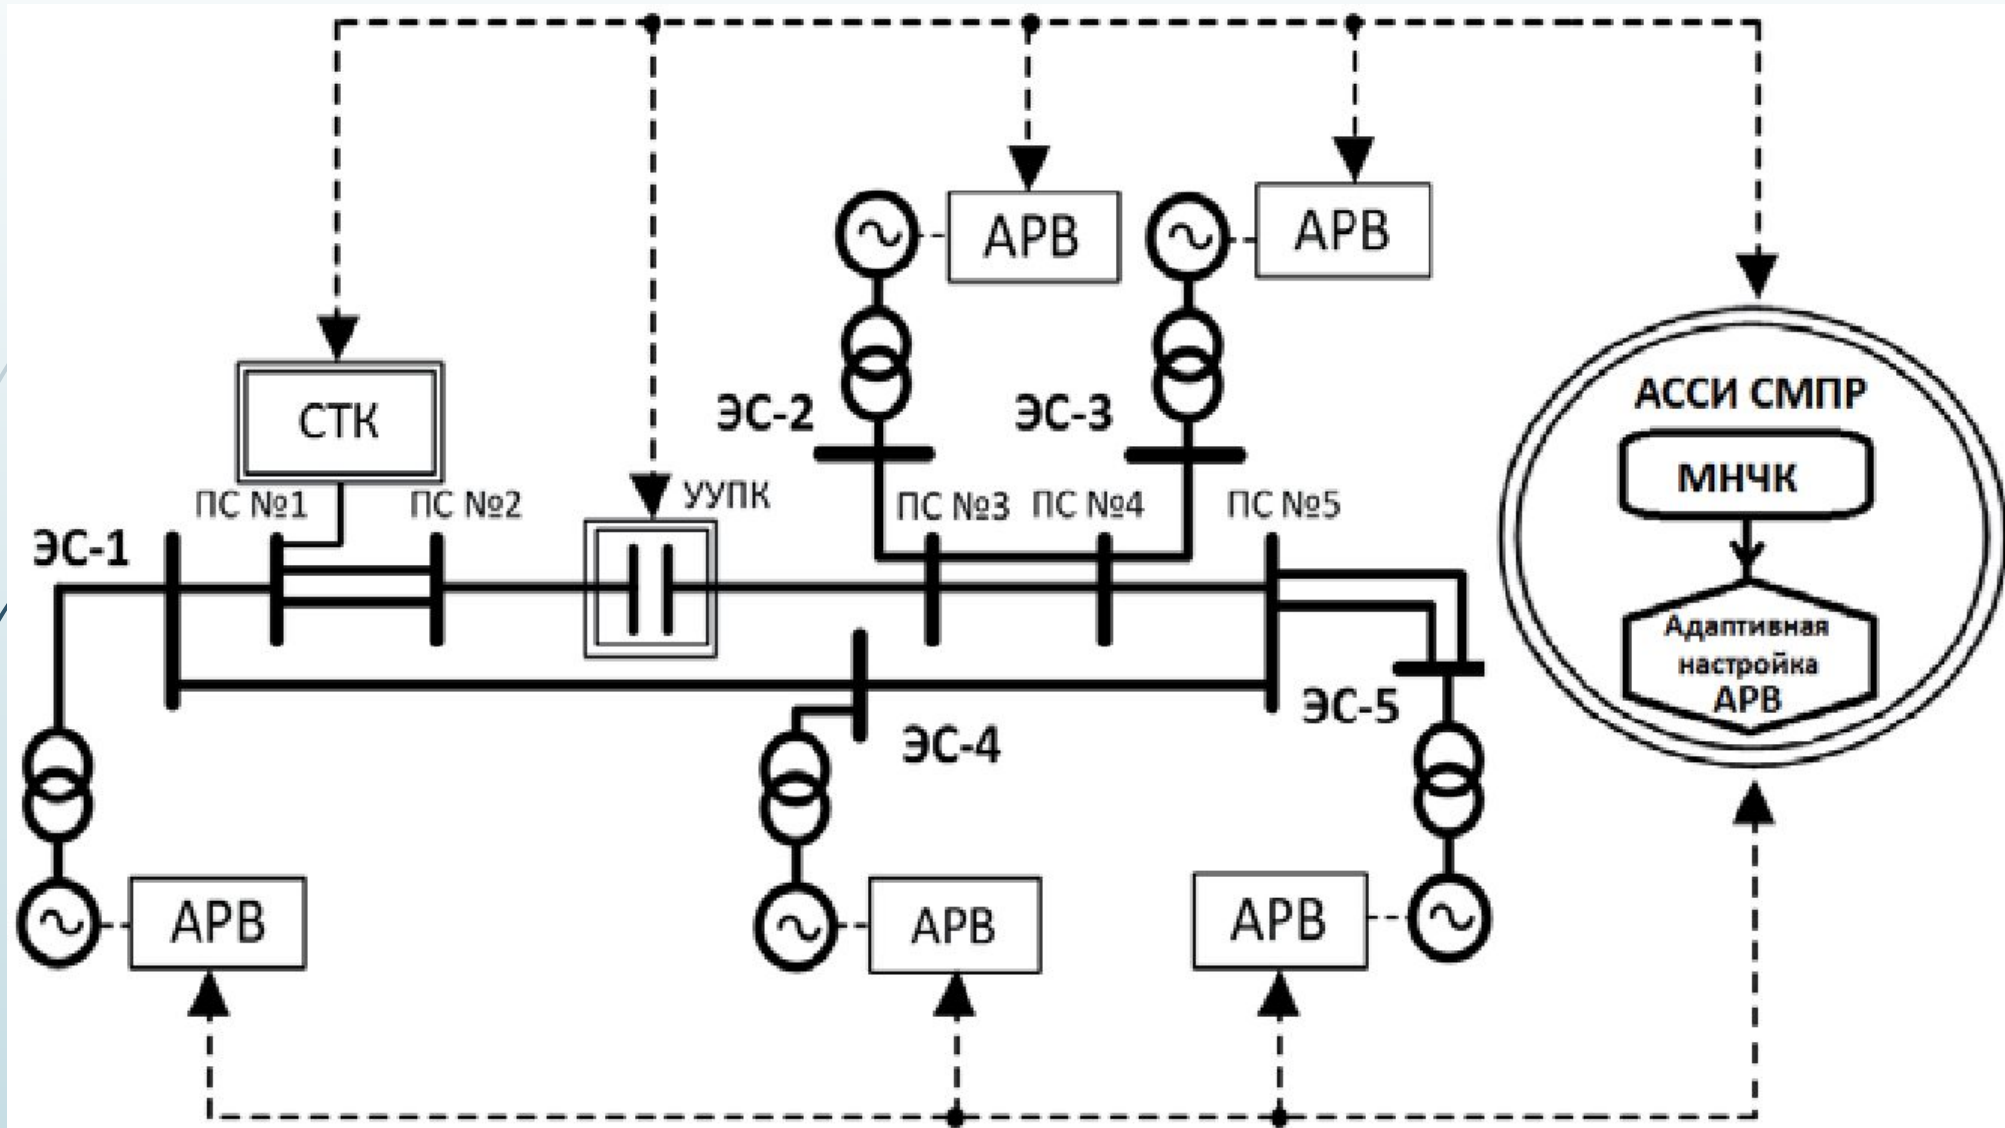 АРВ
АРВ
АССИ СМПР
МНЧК
Адаптивная
настройка
АРВ
СТК
ЭС-2
ЭС-3
ПС №1
ПС №2
УУПК
ПС №3
ПС №4
ПС №5
ЭС-1
ЭС-4
ЭС-5
АРВ
АРВ
АРВ